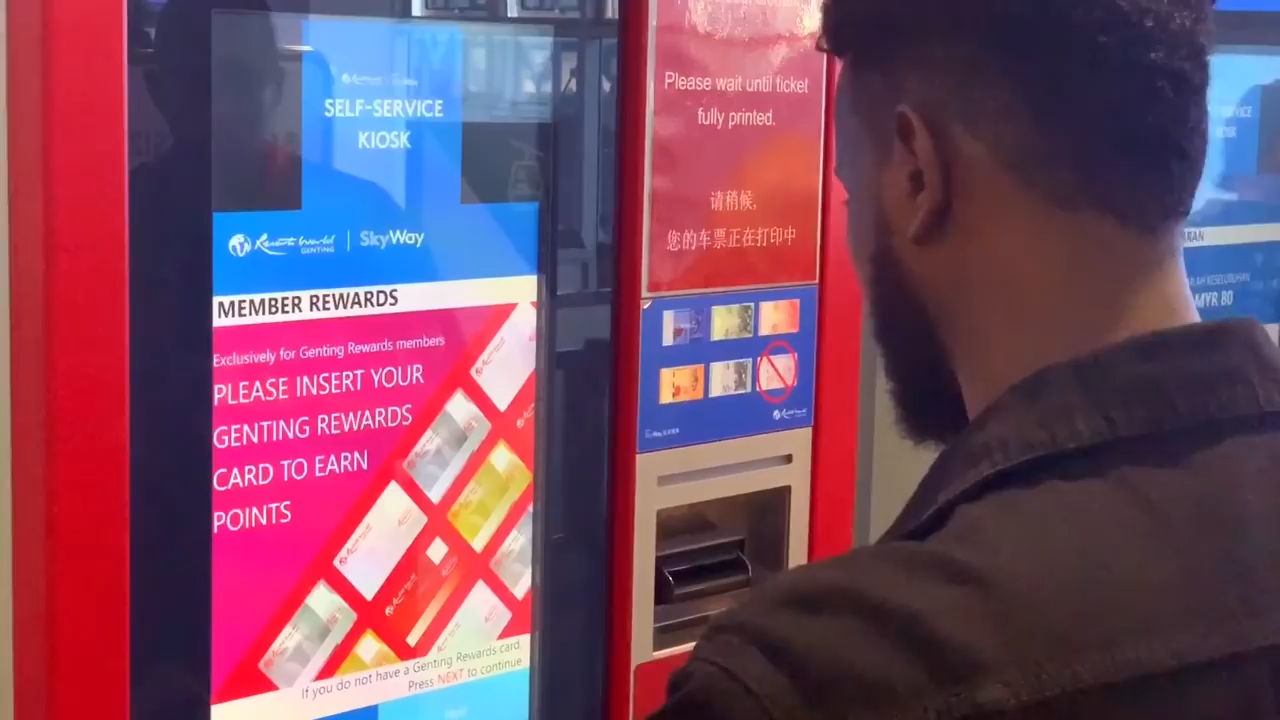 SELF-SERVICE
KIOSK
Resorts World
GENTING
SkyWay
MEMBER REWARDS
Exclusively for Genting Rewards members
PLEASE INSERT YOUR
GENTING REWARDS
CARD TO EARN
POINTS
If you do not have a Genting Rewards card,
Press NEXT to continue
Please wait until ticket
fully printed.
请稍候,
您的车票正在打印中
MYR 80